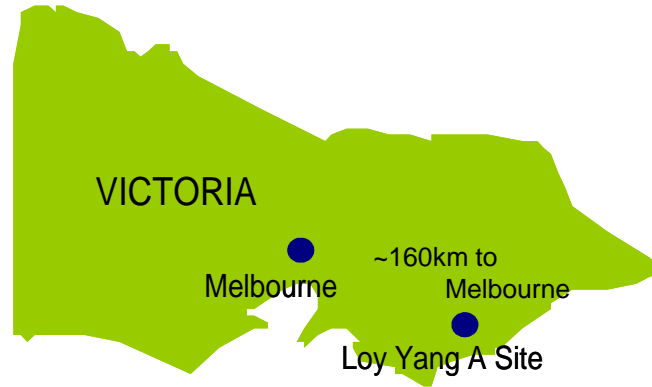 VICTORIA
~160km to
Melbourne
Melbourne
Loy Yang A Site